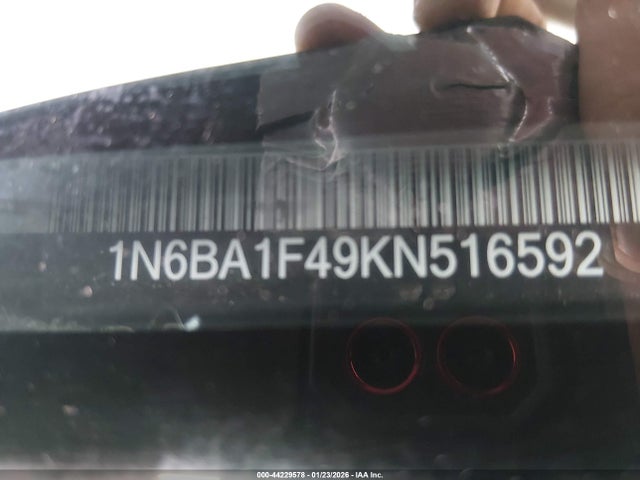 1N6BA1F49KN516592
000-44229578 - 01/23/2026 - IAA Inc.